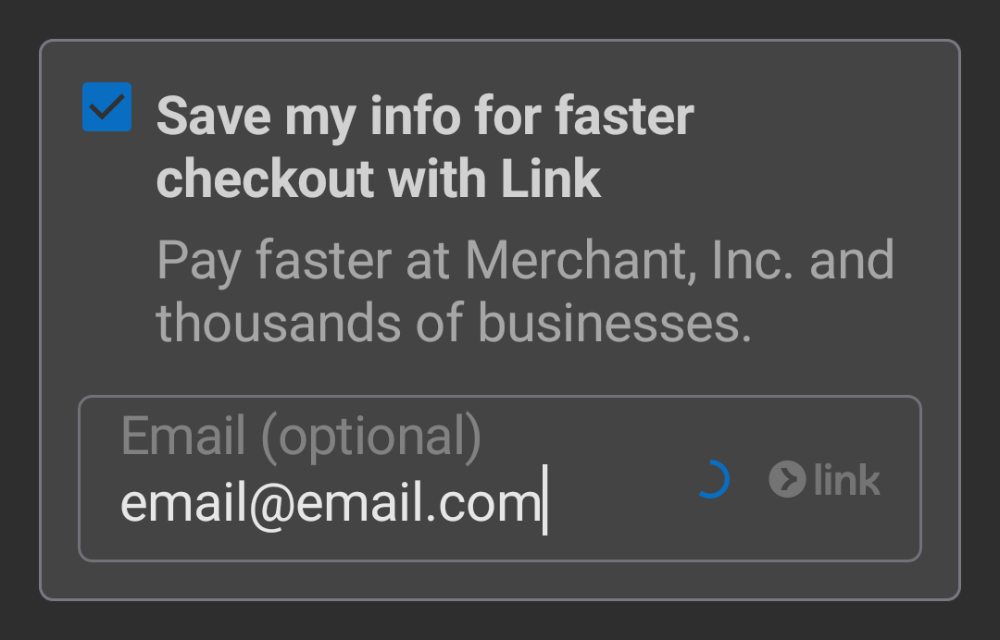 Save my info for faster
checkout with Link
Pay faster at Merchant, Inc. and
thousands of businesses.
Email (optional)
email@email.com
link